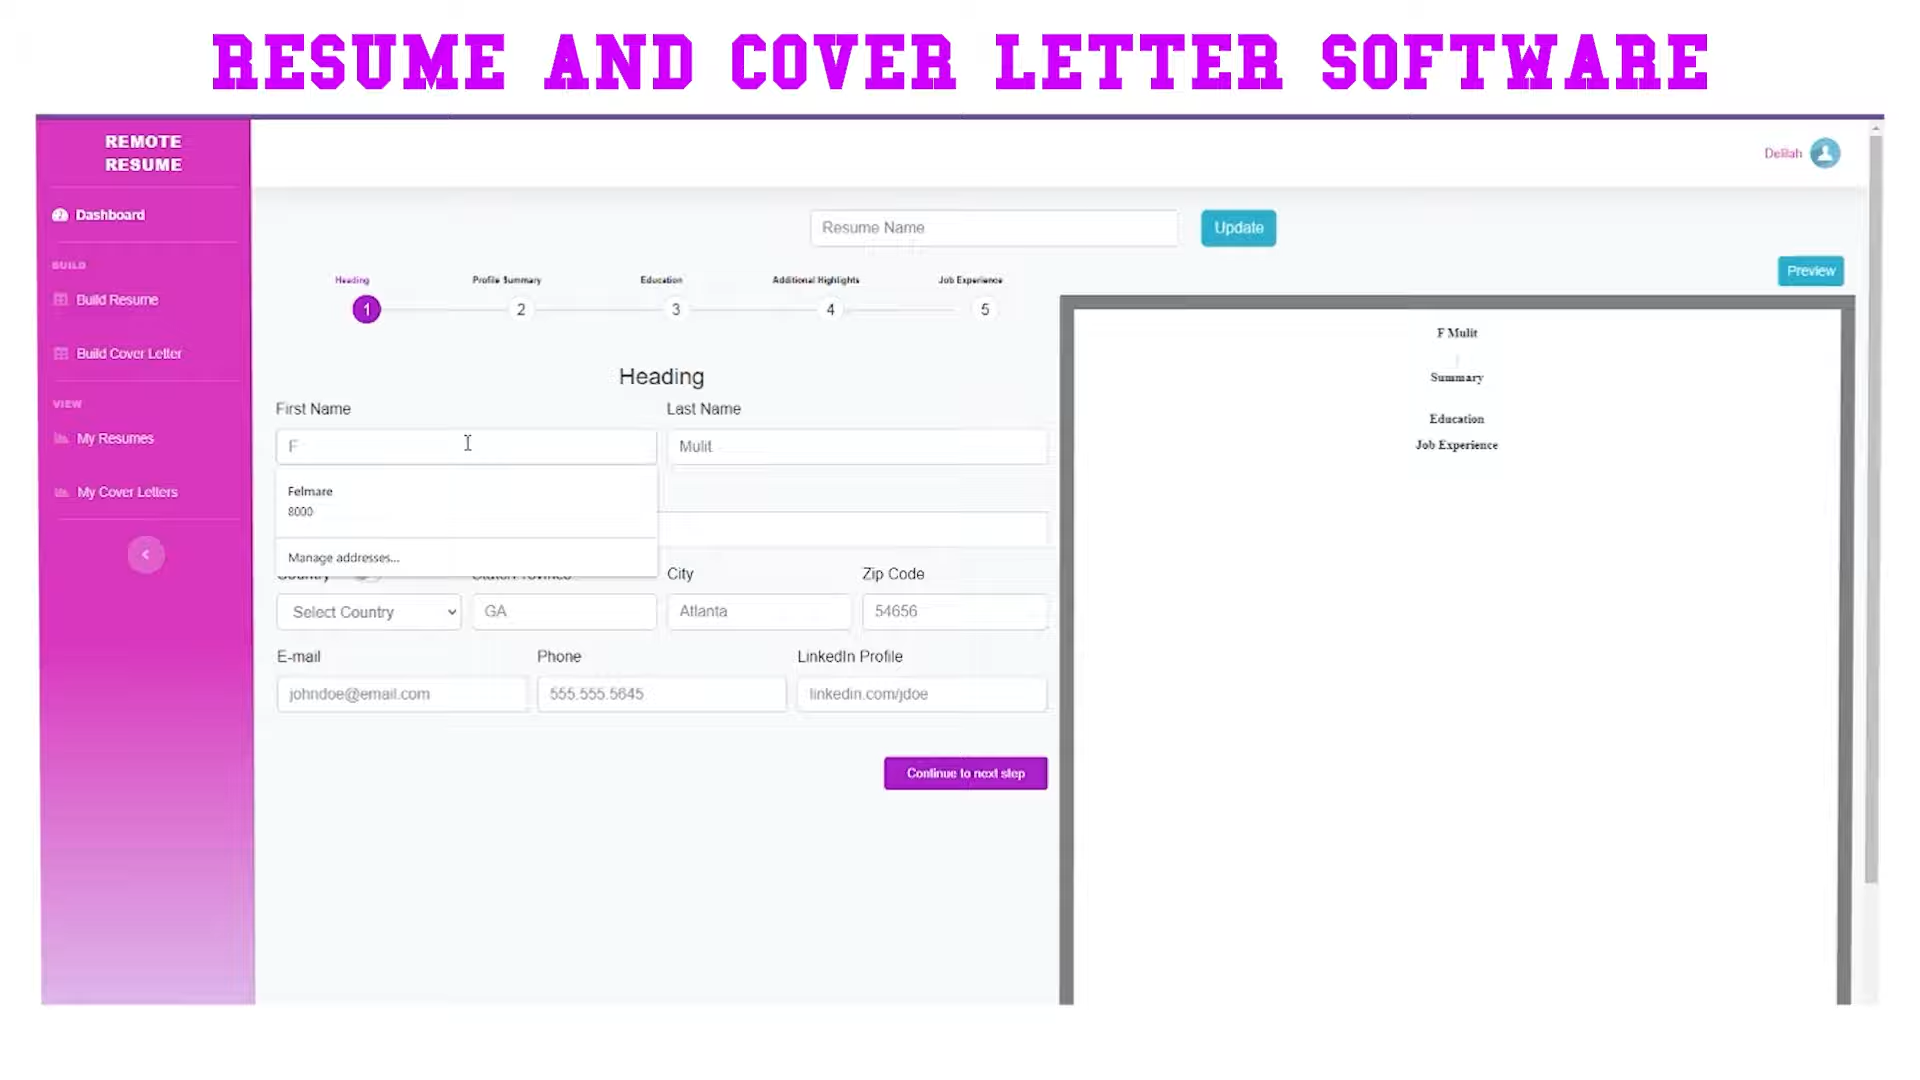 RESUME AND COVER LETTER SOFTWARE
REMOTE
RESUME
Delilah
Dashboard
Resume Name
Update
BUILD
Preview
Heading
Profile Summary
Education
Additional Highlights
Job Experience
1
2
3
4
5
Build Resume
Build Cover Letter
VIEW
My Resumes
My Cover Letters
Heading
First Name
Last Name
F
Mulit
Felmare
8000
Manage addresses...
Country
City
Zip Code
Select Country
GA
Atlanta
54656
E-mail
Phone
LinkedIn Profile
johndoe@email.com
555.555.5645
linkedin.com/jdoe
Continue to next step
F Mulit
Summary
Education
Job Experience